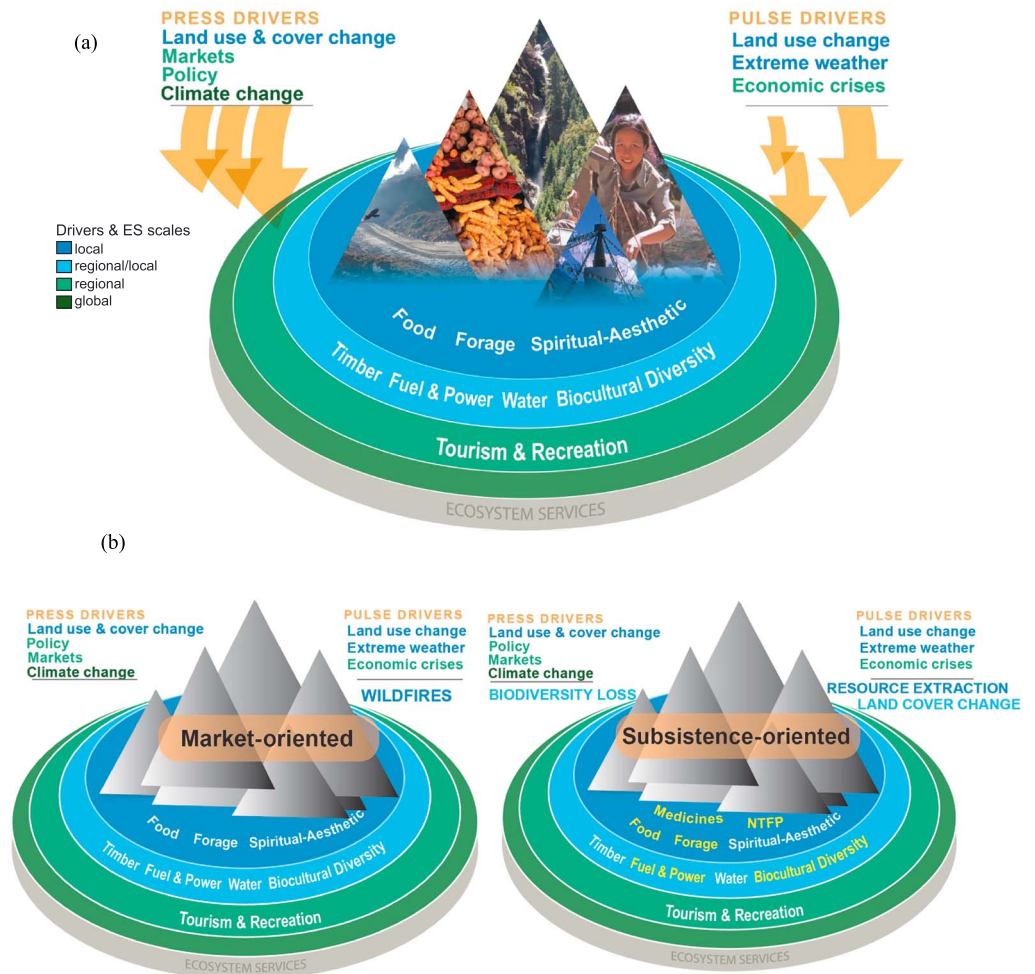 (a)
PRESS DRIVERS
Land use & cover change
Markets
Policy
Climate change
PULSE DRIVERS
Land use change
Extreme weather
Economic crises
Drivers & ES scales
local
regional/local
regional
global
Food Forage Spiritual-Aesthetic
Timber Fuel & Power Water Biocultural Diversity
Tourism & Recreation
ECOSYSTEM SERVICES
(b)
PRESS DRIVERS
Land use & cover change
Policy
Markets
Climate change
PULSE DRIVERS
Land use change
Extreme weather
Economic crises
WILDFIRES
Market-oriented
Food Forage Spiritual-Aesthetic
Timber Fuel & Power Water Biocultural Diversity
Tourism & Recreation
ECOSYSTEM SERVICES
PRESS DRIVERS
Land use & cover change
Policy
Markets
Climate change
BIODIVERSITY LOSS
PULSE DRIVERS
Land use change
Extreme weather
Economic crises
RESOURCE EXTRACTION
LAND COVER CHANGE
Subsistence-oriented
Medicines NTFP
Food Forage Spiritual-Aesthetic
Timber Fuel & Power Water Biocultural Diversity
Tourism & Recreation
ECOSYSTEM SERVICES